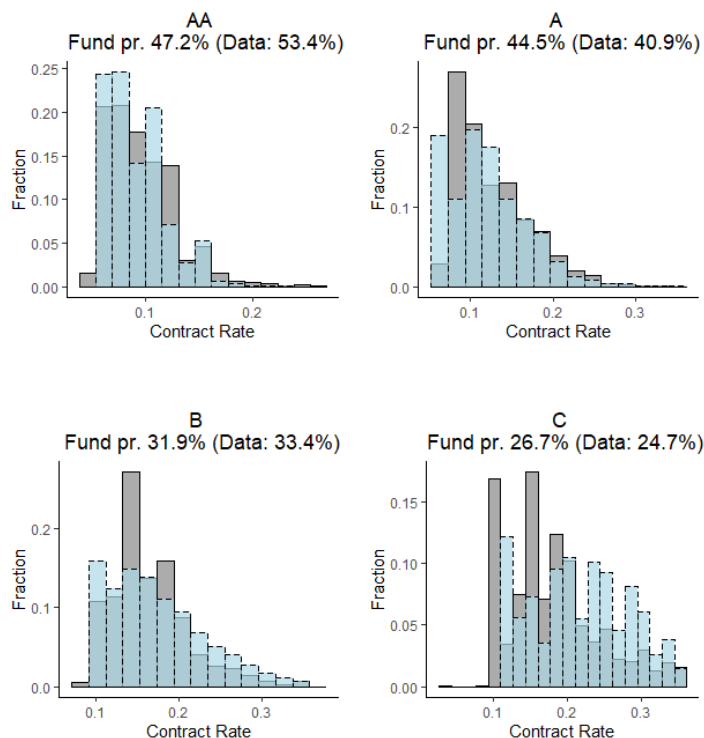 AA
Fund pr. 47.2% (Data: 53.4%)
0.25
0.20
0.15
0.10
0.05
0.00
Fraction
0.1 0.2
Contract Rate
A
Fund pr. 44.5% (Data: 40.9%)
0.2
0.1
0.0
Fraction
0.1 0.2 0.3
Contract Rate
B
Fund pr. 31.9% (Data: 33.4%)
0.2
0.1
0.0
Fraction
0.1 0.2 0.3
Contract Rate
C
Fund pr. 26.7% (Data: 24.7%)
0.15
0.10
0.05
0.00
Fraction
0.1 0.2 0.3
Contract Rate